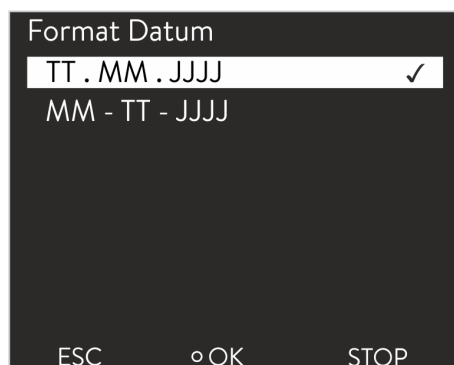 Format Datum
TT . MM . JJJJ ✓
MM - TT - JJJJ
ESC OK STOP